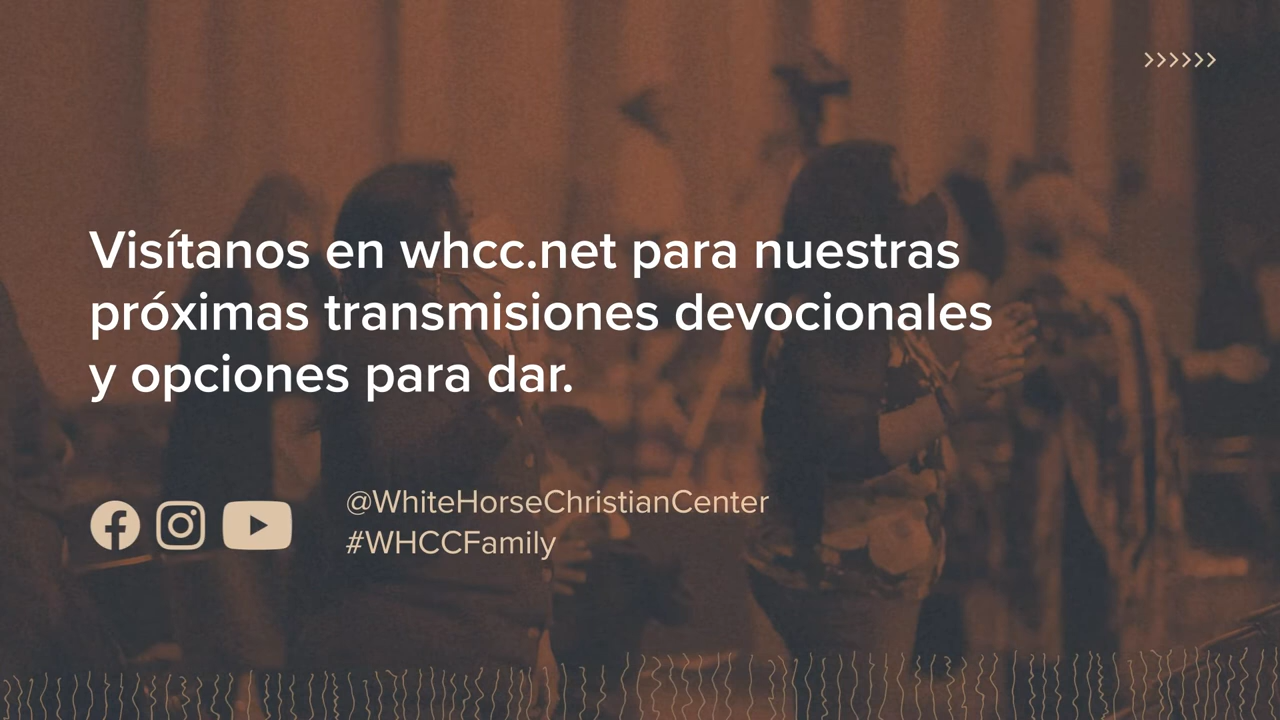 Visítanos en whcc.net para nuestras
próximas transmisiones devocionales
y opciones para dar.
@WhiteHorseChristianCenter
#WHCCFamily